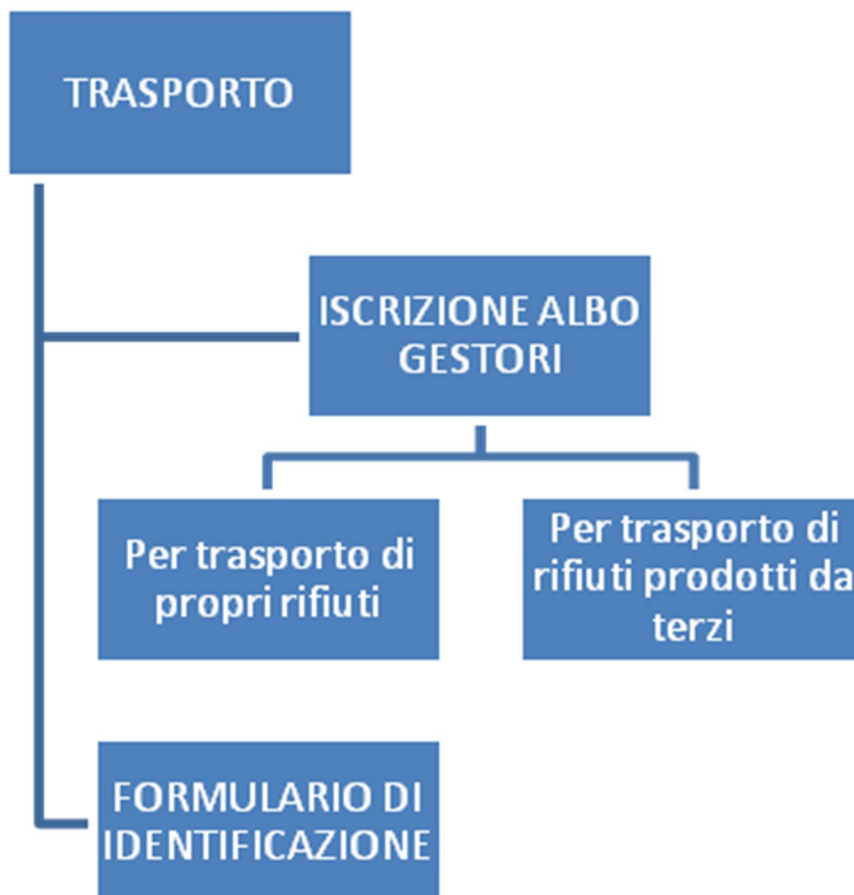 TRASPORTO
ISCRIZIONE ALBO
GESTORI
Per trasporto di
propri rifiuti
Per trasporto di
rifiuti prodotti da
terzi
FORMULARIO DI
IDENTIFICAZIONE